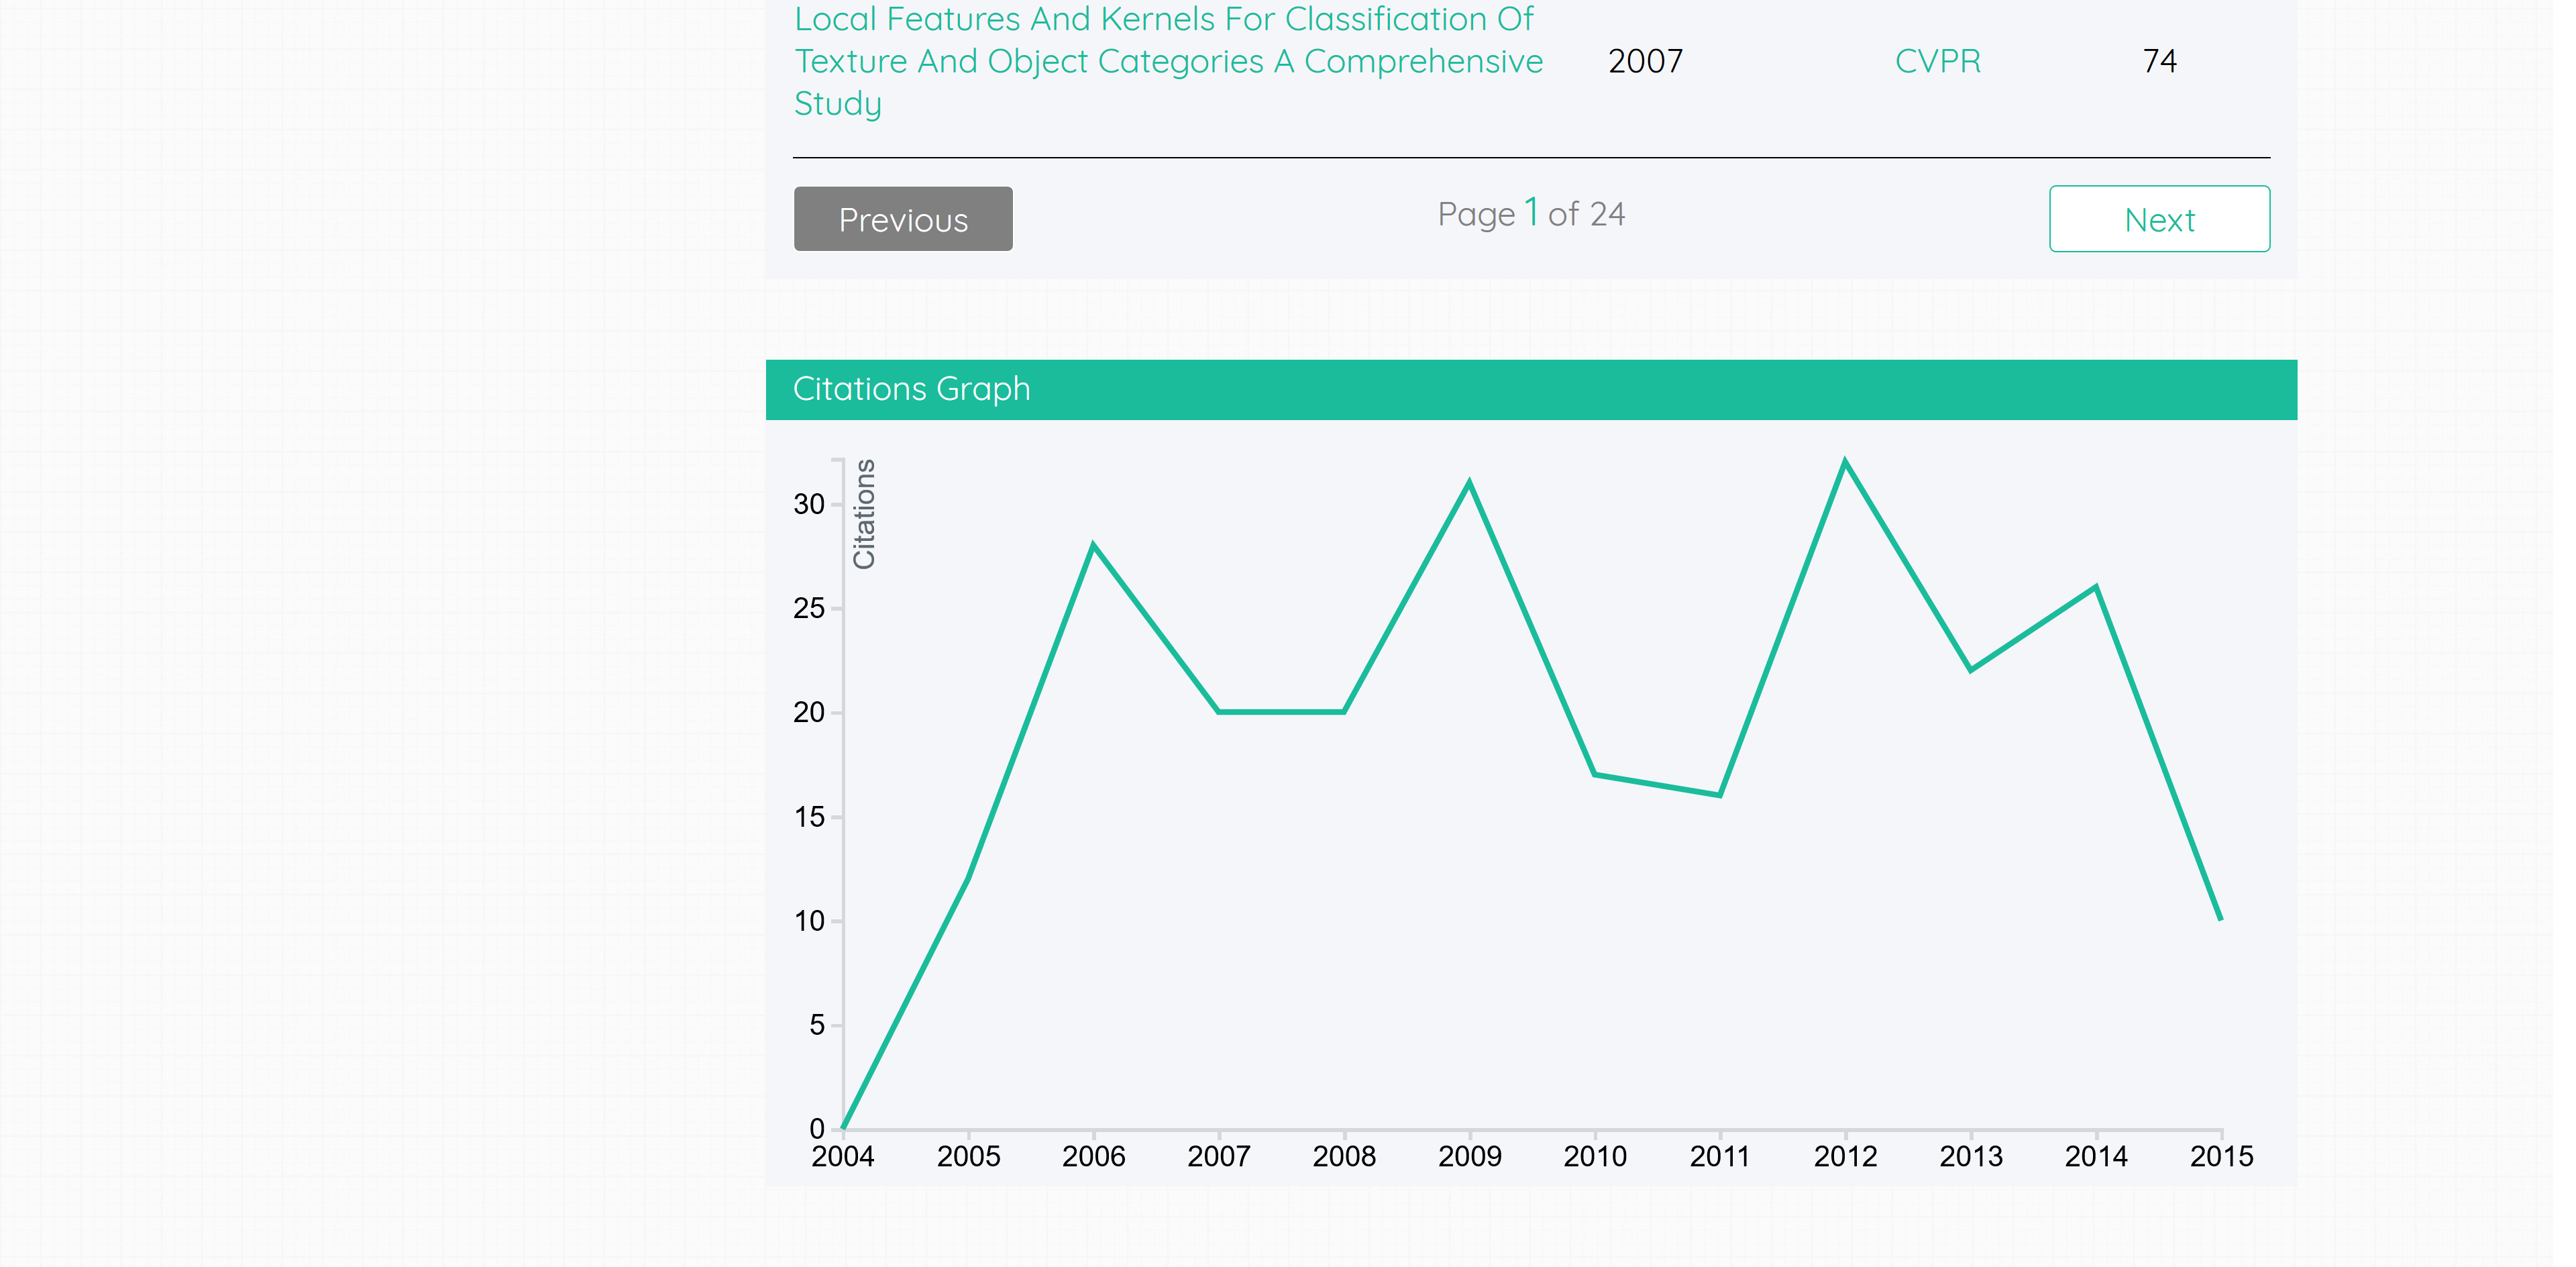 Local Features And Kernels For Classification Of
Texture And Object Categories A Comprehensive
Study
2007
CVPR
74
Previous
Page 1 of 24
Next
Citations Graph
Citations
30
25
20
15
10
5
0
2004 2005 2006 2007 2008 2009 2010 2011 2012 2013 2014 2015